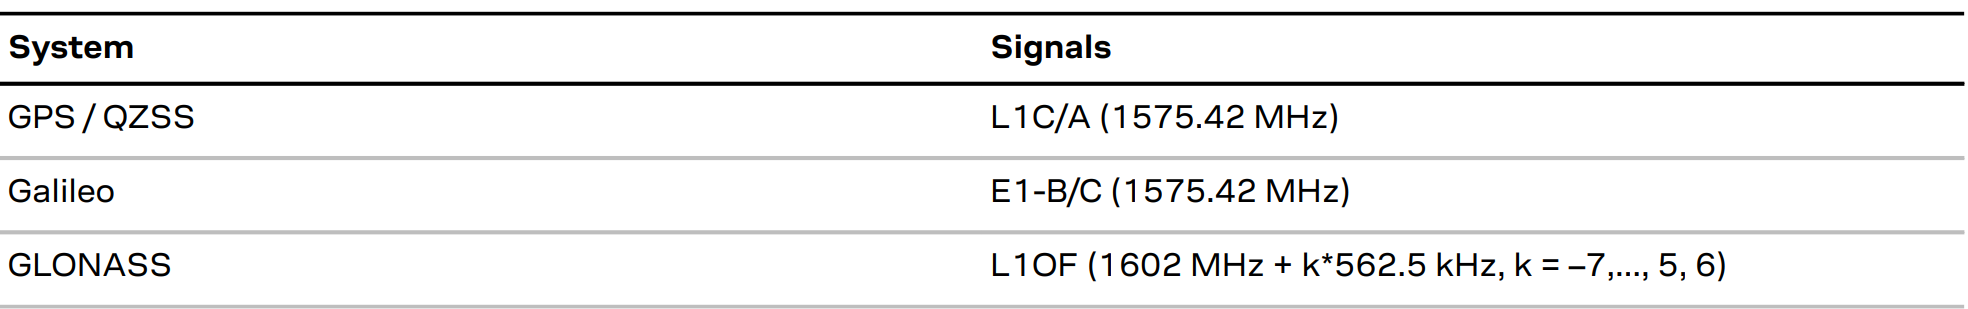 System Signals
GPS / QZSS L1C/A (1575.42 MHz)
Galileo E1-B/C (1575.42 MHz)
GLONASS L1OF (1602 MHz + k*562.5 kHz, k = –7,..., 5, 6)